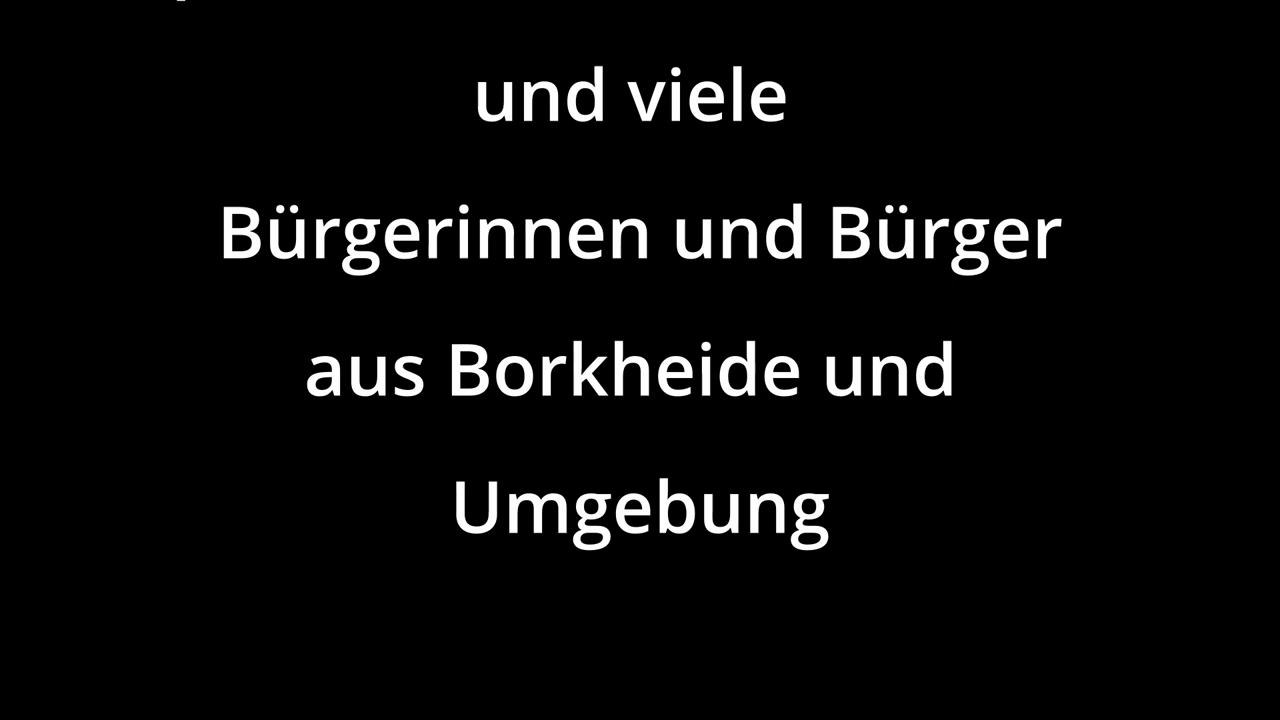 und viele
Bürgerinnen und Bürger
aus Borkheide und
Umgebung